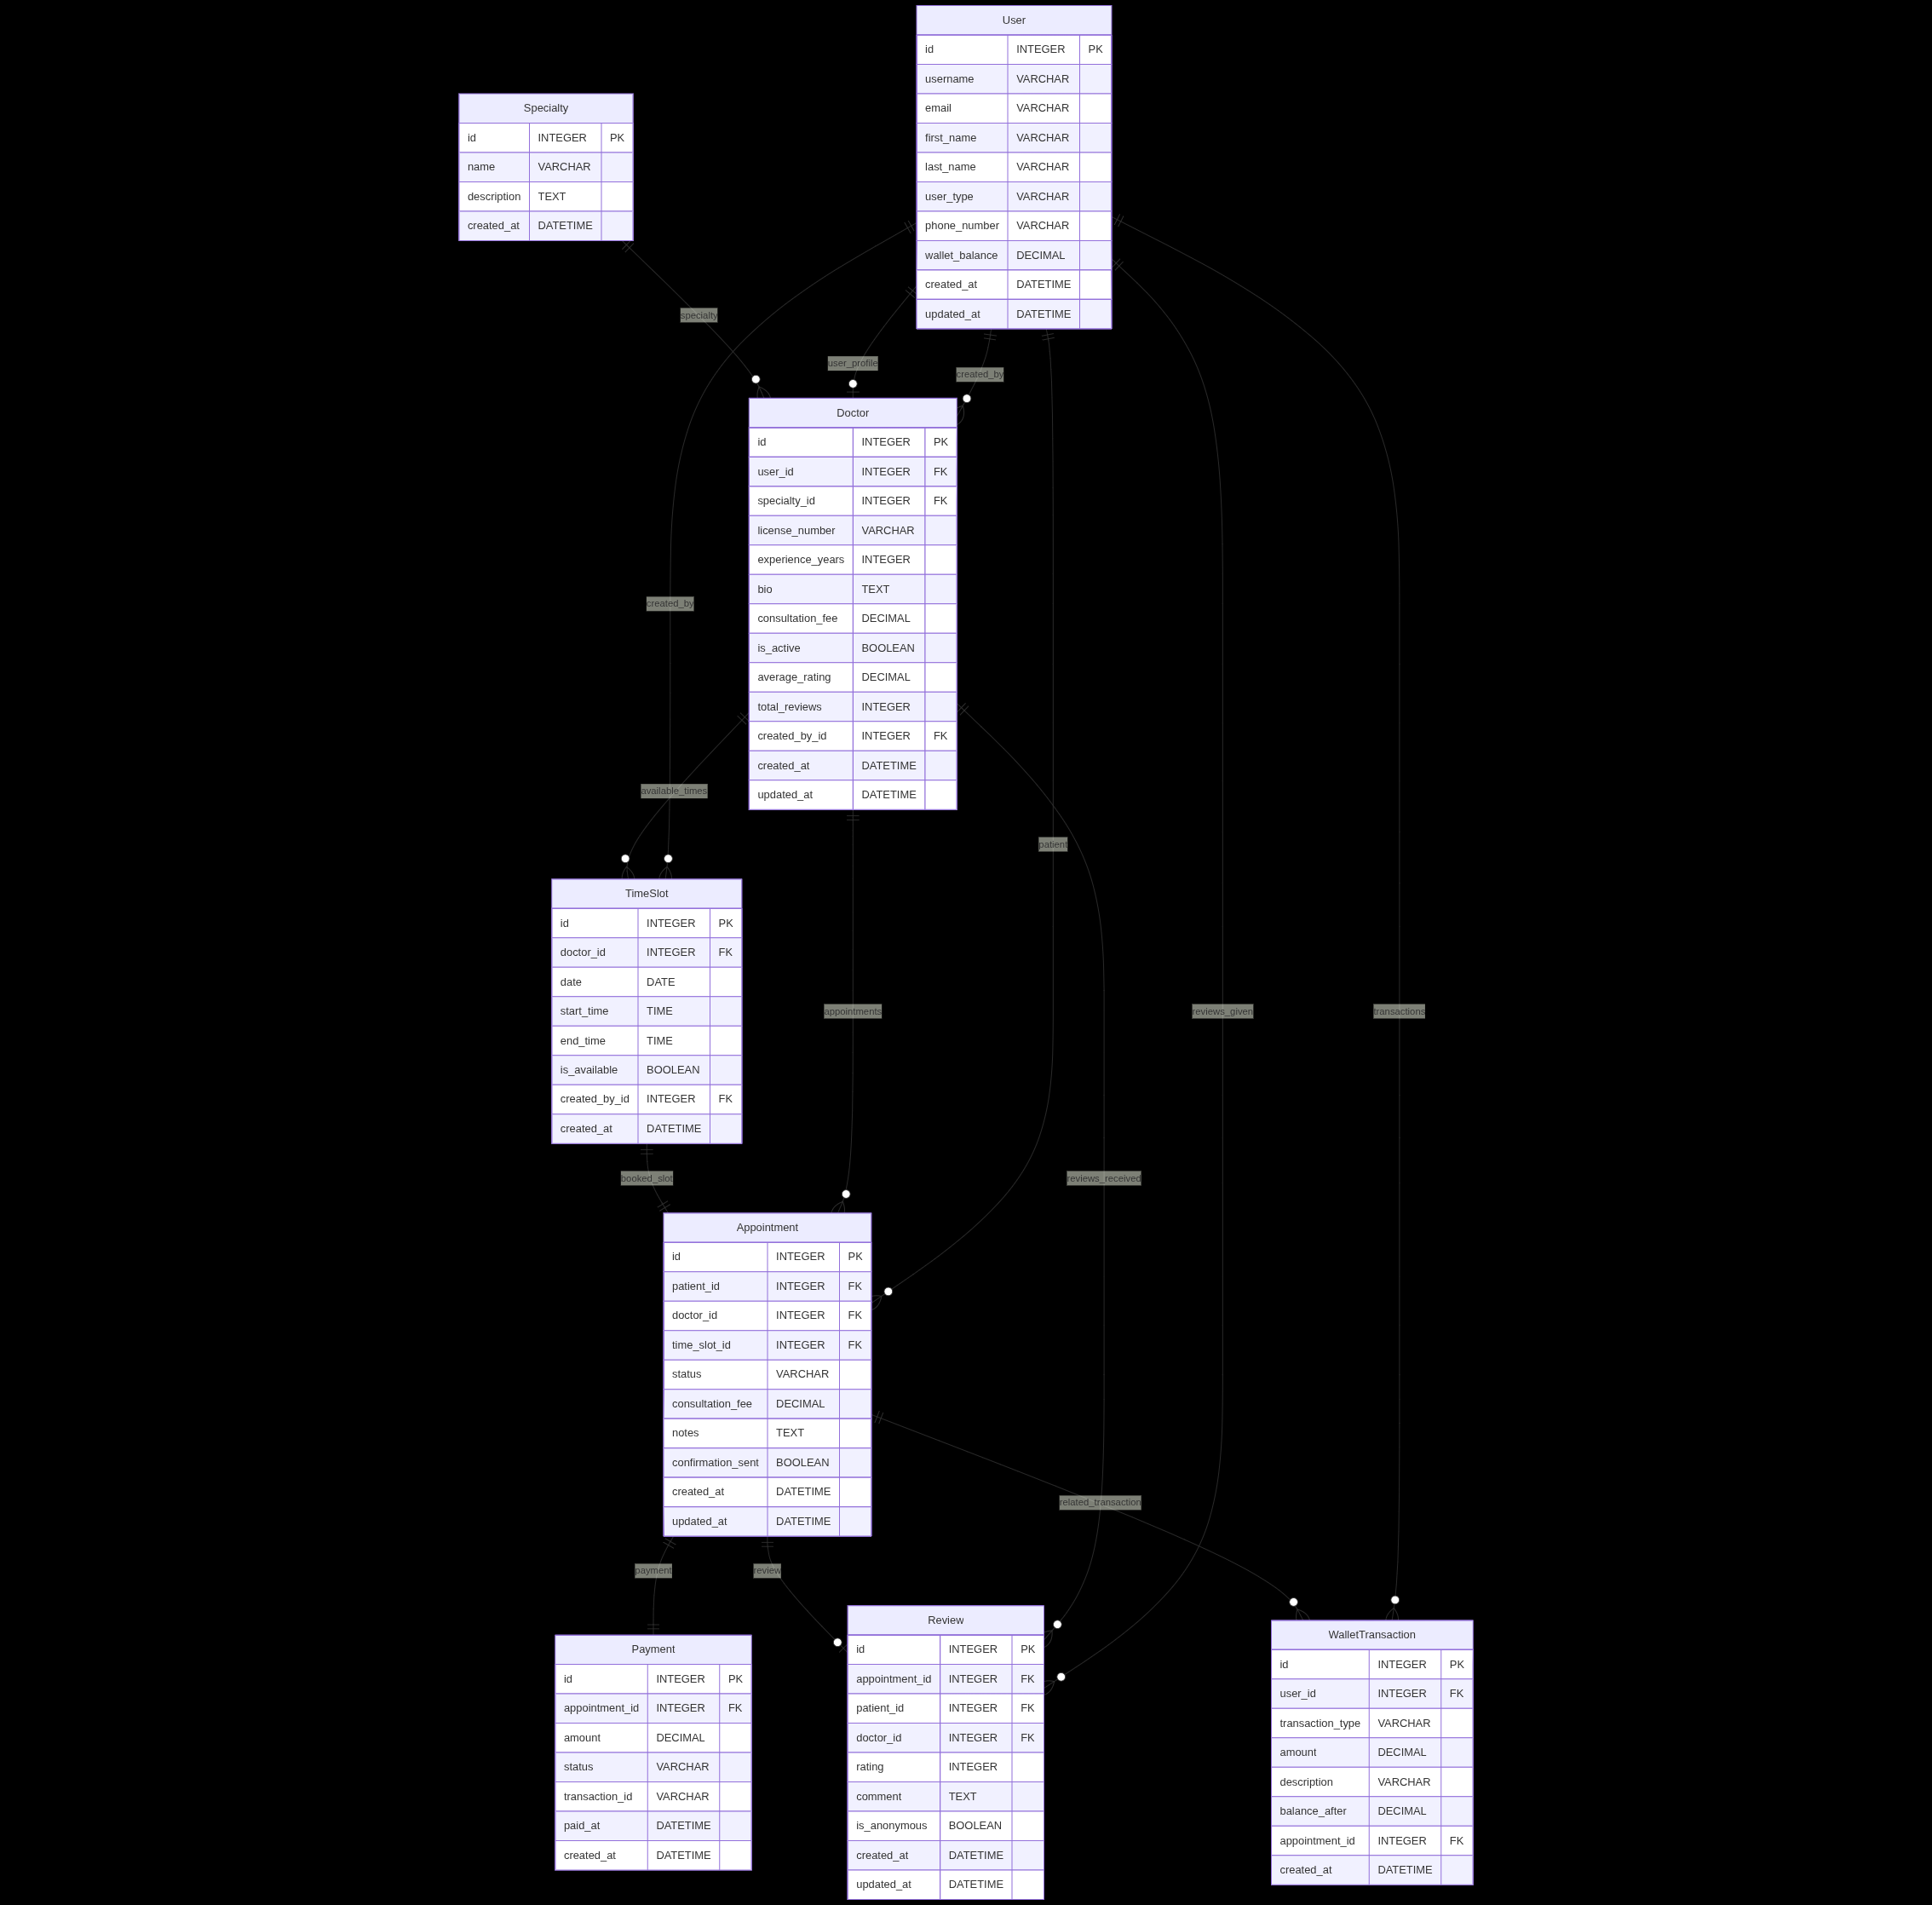 User
id INTEGER PK
username VARCHAR
email VARCHAR
first_name VARCHAR
last_name VARCHAR
user_type VARCHAR
phone_number VARCHAR
wallet_balance DECIMAL
created_at DATETIME
updated_at DATETIME
Specialty
id INTEGER PK
name VARCHAR
description TEXT
created_at DATETIME
specialty
user_profile
created_by
Doctor
id INTEGER PK
user_id INTEGER FK
specialty_id INTEGER FK
license_number VARCHAR
experience_years INTEGER
bio TEXT
consultation_fee DECIMAL
is_active BOOLEAN
average_rating DECIMAL
total_reviews INTEGER
created_by_id INTEGER FK
created_at DATETIME
updated_at DATETIME
created_by
available_times
patient
TimeSlot
id INTEGER PK
doctor_id INTEGER FK
date DATE
start_time TIME
end_time TIME
is_available BOOLEAN
created_by_id INTEGER FK
created_at DATETIME
appointments
reviews_given
transactions
booked_slot
reviews_received
Appointment
id INTEGER PK
patient_id INTEGER FK
doctor_id INTEGER FK
time_slot_id INTEGER FK
status VARCHAR
consultation_fee DECIMAL
notes TEXT
confirmation_sent BOOLEAN
created_at DATETIME
updated_at DATETIME
related_transaction
payment
review
Payment
id INTEGER PK
appointment_id INTEGER FK
amount DECIMAL
status VARCHAR
transaction_id VARCHAR
paid_at DATETIME
created_at DATETIME
Review
id INTEGER PK
appointment_id INTEGER FK
patient_id INTEGER FK
doctor_id INTEGER FK
rating INTEGER
comment TEXT
is_anonymous BOOLEAN
created_at DATETIME
updated_at DATETIME
WalletTransaction
id INTEGER PK
user_id INTEGER FK
transaction_type VARCHAR
amount DECIMAL
description VARCHAR
balance_after DECIMAL
appointment_id INTEGER FK
created_at DATETIME